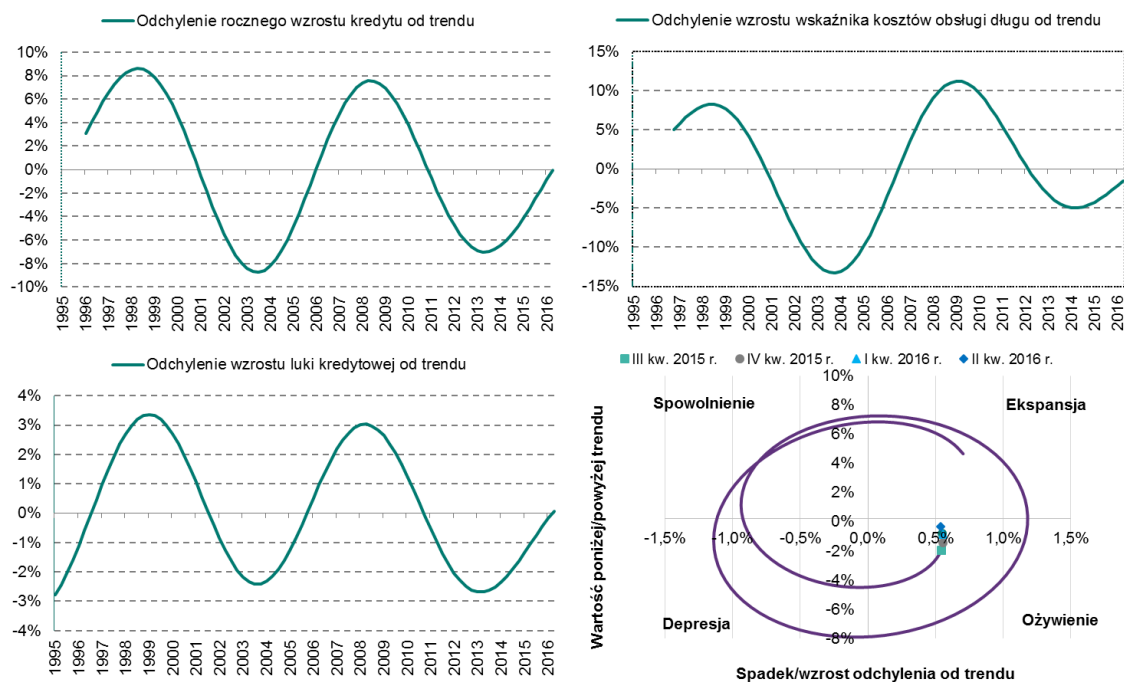 Odchylenie rocznego wzrostu kredytu od trendu
10%
8%
6%
4%
2%
0%
-2%
-4%
-6%
-8%
-10%
1995 1996 1997 1998 1999 2000 2001 2002 2003 2004 2005 2006 2007 2008 2009 2010 2011 2012 2013 2014 2015 2016
Odchylenie wzrostu wskaźnika kosztów obsługi długu od trendu
15%
10%
5%
0%
-5%
-10%
-15%
1995 1996 1997 1998 1999 2000 2001 2002 2003 2004 2005 2006 2007 2008 2009 2010 2011 2012 2013 2014 2015 2016
Odchylenie wzrostu luki kredytowej od trendu
4%
3%
2%
1%
0%
-1%
-2%
-3%
-4%
1995 1996 1997 1998 1999 2000 2001 2002 2003 2004 2005 2006 2007 2008 2009 2010 2011 2012 2013 2014 2015 2016
III kw. 2015 r. IV kw. 2015 r. I kw. 2016 r. II kw. 2016 r.
Wartość poniżej/powyżej trendu
Spowolnienie
Ekspansja
10%
8%
6%
4%
2%
0%
-1,5% -1,0% -0,5% 0,0% 0,5% 1,0% 1,5%
-2%
-4%
-6%
-8%
Depresja
Ożywienie
Spadek/wzrost odchylenia od trendu